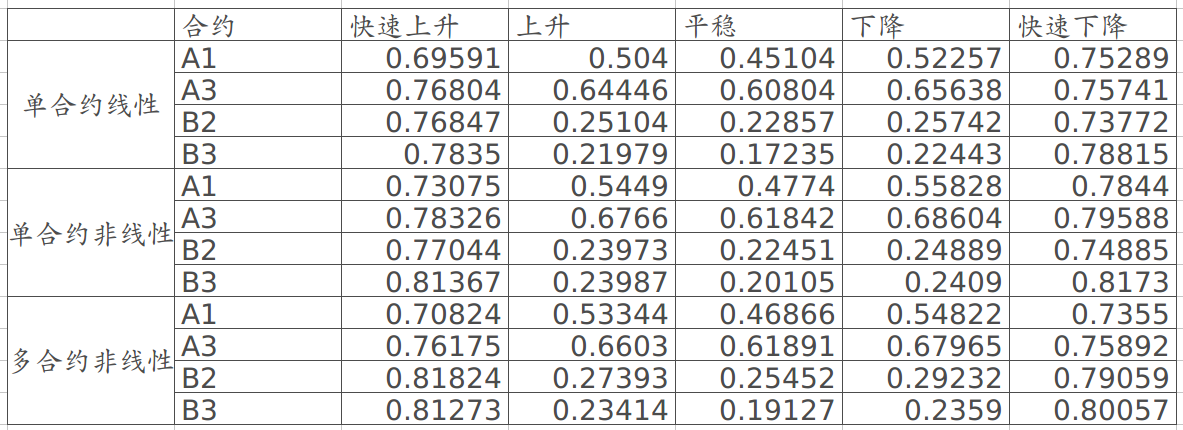 合约 快速上升 上升 平稳 下降 快速下降
A1 0.69591 0.504 0.45104 0.52257 0.75289
A3 0.76804 0.64446 0.60804 0.65638 0.75741
单合约线性
B2 0.76847 0.25104 0.22857 0.25742 0.73772
B3 0.7835 0.21979 0.17235 0.22443 0.78815
A1 0.73075 0.5449 0.4774 0.55828 0.7844
A3 0.78326 0.6766 0.61842 0.68604 0.79588
单合约非线性
B2 0.77044 0.23973 0.22451 0.24889 0.74885
B3 0.81367 0.23987 0.20105 0.2409 0.8173
A1 0.70824 0.53344 0.46866 0.54822 0.7355
A3 0.76175 0.6603 0.61891 0.67965 0.75892
多合约非线性
B2 0.81824 0.27393 0.25452 0.29232 0.79059
B3 0.81273 0.23414 0.19127 0.2359 0.80057